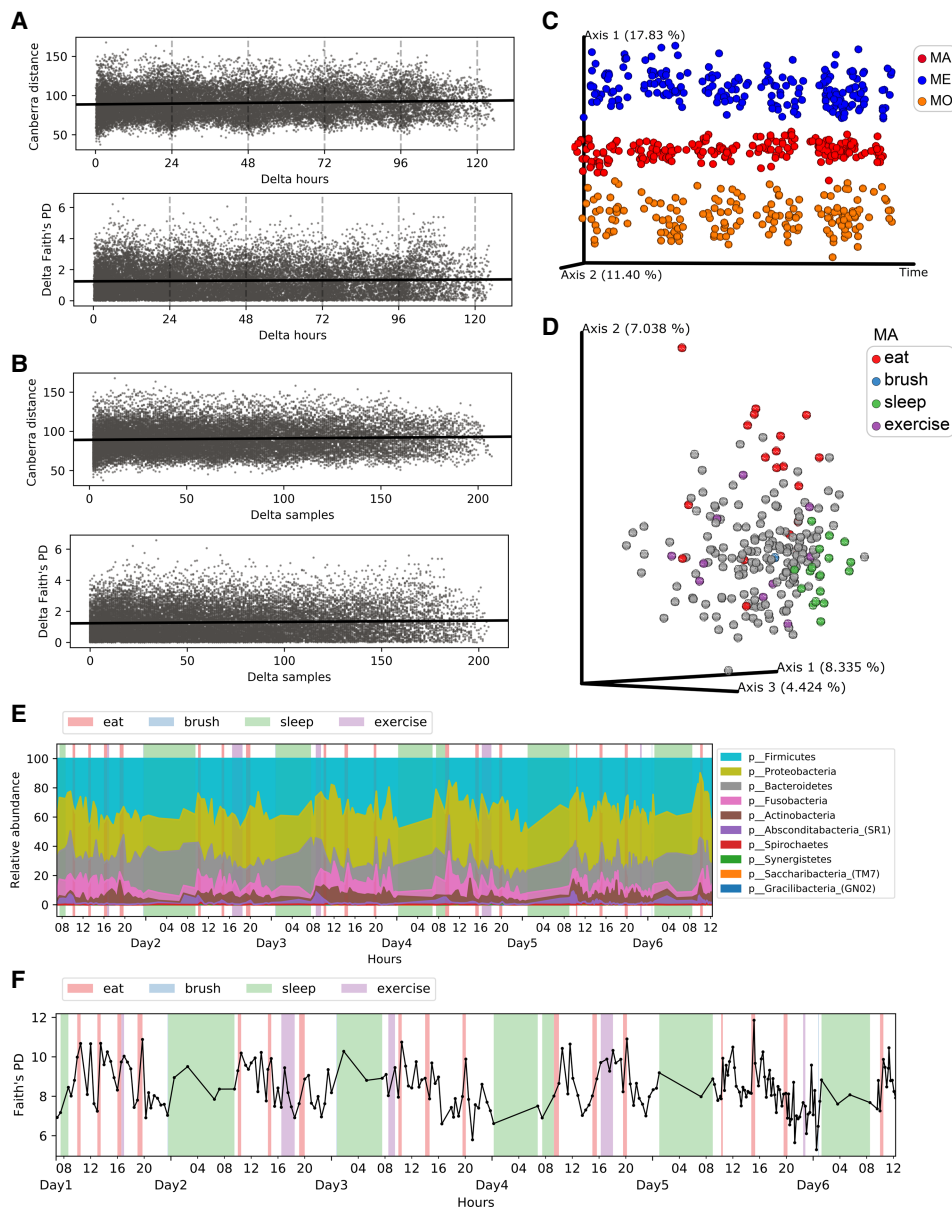 A
Canberra distance
150
100
50
0 24 48 72 96 120
Delta hours
Delta Faith's PD
6
4
2
0
0 24 48 72 96 120
Delta hours
B
Canberra distance
150
100
50
0 50 100 150 200
Delta samples
Delta Faith's PD
6
4
2
0
0 50 100 150 200
Delta samples
C
Axis 1 (17.83 %)
MA
ME
MO
Axis 2 (11.40 %)
Time
D
Axis 2 (7.038 %)
MA
eat
brush
sleep
exercise
Axis 1 (8.335 %)
Axis 3 (4.424 %)
E
eat brush sleep exercise
Relative abundance
100
80
60
40
20
0
p__Firmicutes
p__Proteobacteria
p__Bacteroidetes
p__Fusobacteria
p__Actinobacteria
p__Absconditabacteria_(SR1)
p__Spirochaetes
p__Synergistetes
p__Saccharibacteria_(TM7)
p__Gracilibacteria_(GN02)
08 12 16 20 04 08 12 16 20 04 08 12 16 20 04 08 12 16 20 04 08 12 16 20 04 08 12
Day2 Day3 Day4 Day5 Day6
Hours
F
eat brush sleep exercise
Faith's PD
12
10
8
6
08 12 16 20 04 08 12 16 20 04 08 12 16 20 04 08 12 16 20 04 08 12 16 20 04 08 12
Day1 Day2 Day3 Day4 Day5 Day6
Hours